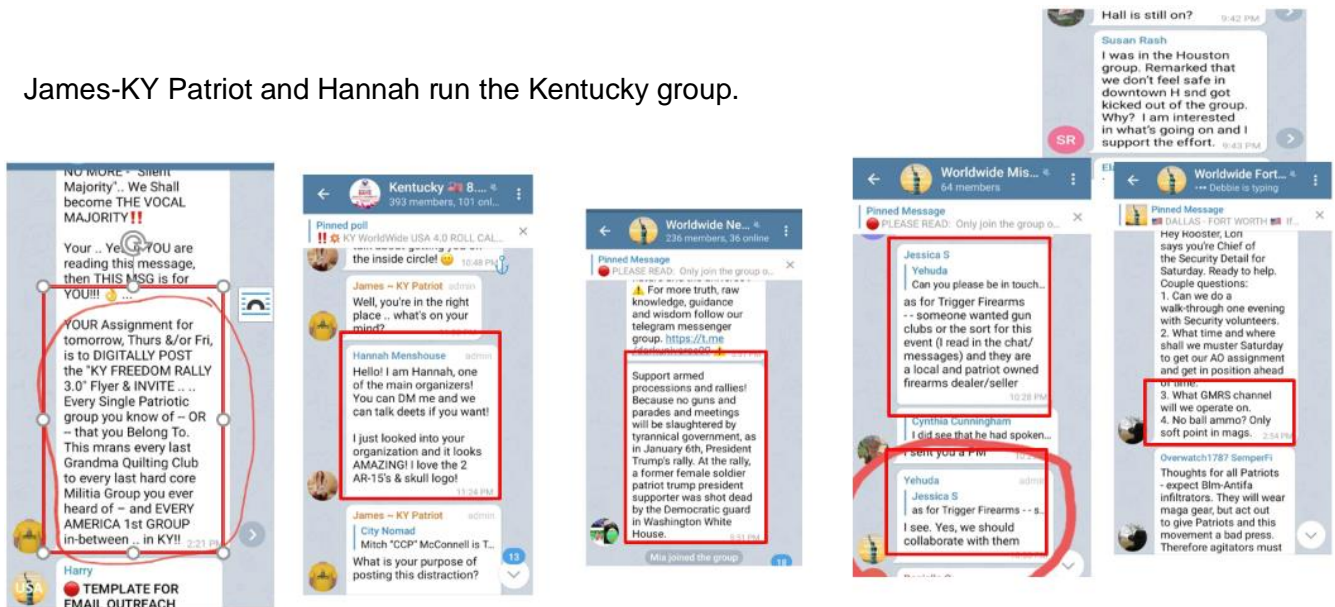 James-KY Patriot and Hannah run the Kentucky group.
Hall is still on?
9:42 PM
Susan Rash
I was in the Houston
group. Remarked that
we don't feel safe in
downtown H snd got
kicked out of the group.
Why? I am interested
in what's going on and I
support the effort. 9:43 PM
SR
NO MORE - "Silent
Majority".. We Shall
become THE VOCAL
MAJORITY‼️
Your .. YOU are
reading this message,
then THIS MSG is for
YOU!!! 👌 ...
YOUR Assignment for
tomorrow, Thurs &/or Fri,
is to DIGITALLY POST
the "KY FREEDOM RALLY
3.0" Flyer & INVITE .. ..
Every Single Patriotic
group you know of – OR
– that you Belong To.
This mrans every last
Grandma Quilting Club
to every last hard core
Militia Group you ever
heard of – and EVERY
AMERICA 1st GROUP
in-between .. in KY!! 2:21 PM
Harry
🔴 TEMPLATE FOR
EMAIL OUTREACH
USA
Kentucky 🇺🇸 8....
393 members, 101 onl...
Pinned poll
‼️💥 KY WorldWide USA 4.0 ROLL CAL...
the inside circle! 🙂 10:48 PM
James ~ KY Patriot admin
Well, you're in the right
place .. what's on your
mind?
Hannah Menshouse admin
Hello! I am Hannah, one
of the main organizers!
You can DM me and we
can talk deets if you want!
I just looked into your
organization and it looks
AMAZING! I love the 2
AR-15's & skull logo!
11:24 PM
James ~ KY Patriot admin
City Nomad
Mitch "CCP" McConnell is T...
What is your purpose of
posting this distraction?
13
Worldwide Ne...
236 members, 36 online
Pinned Message
🔴 PLEASE READ: Only join the group o...
⚠️ For more truth, raw
knowledge, guidance
and wisdom follow our
telegram messenger
group. https://t.me
Support armed
processions and rallies!
Because no guns and
parades and meetings
will be slaughtered by
tyrannical government, as
in January 6th, President
Trump's rally. At the rally,
a former female soldier
patriot trump president
supporter was shot dead
by the Democratic guard
in Washington White
House.
Mia joined the group
18
Worldwide Mis...
64 members
Pinned Message
🔴 PLEASE READ: Only join the group o...
Jessica S
Yehuda
Can you please be in touch...
as for Trigger Firearms
-- someone wanted gun
clubs or the sort for this
event (I read in the chat/
messages) and they are
a local and patriot owned
firearms dealer/seller
10:28 PM
Cynthia Cunningham
I did see that he had spoken...
I sent you a PM
Yehuda admin
Jessica S
as for Trigger Firearms -- s...
I see. Yes, we should
collaborate with them
Worldwide Fort...
Debbie is typing
Pinned Message
🇺🇸 DALLAS - FORT WORTH 🇺🇸 If...
Hey Rooster, Lon
says you're Chief of
the Security Detail for
Saturday. Ready to help.
Couple questions:
1. Can we do a
walk-through one evening
with Security volunteers.
2. What time and where
shall we muster Saturday
to get our AO assignment
and get in position ahead
of time.
3. What GMRS channel
will we operate on.
4. No ball ammo? Only
soft point in mags. 2:54 PM
Overwatch1787 SemperFi
Thoughts for all Patriots
- expect Blm-Antifa
infiltrators. They will wear
maga gear, but act out
to give Patriots and this
movement a bad press.
Therefore agitators must